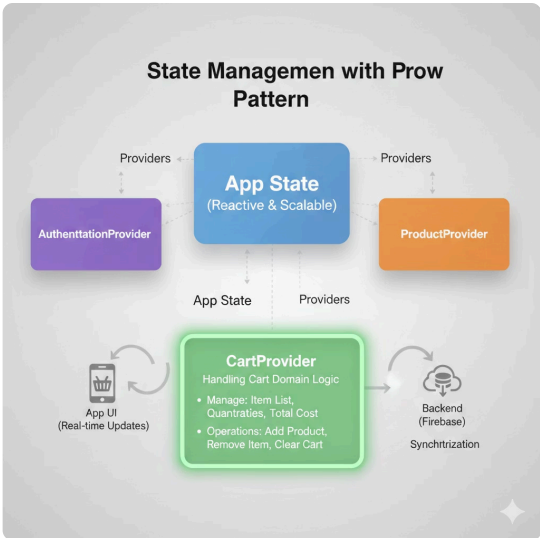 State Managemen with Prow
Pattern
Providers
App State
(Reactive & Scalable)
Providers
AuthenttationProvider
ProductProvider
App State
Providers
CartProvider
Handling Cart Domain Logic
• Manage: Item List,
Quantraties, Total Cost
• Operations: Add Product,
Remove Item, Clear Cart
App UI
(Real-time Updates)
Backend
(Firebase)
Synchrtrization